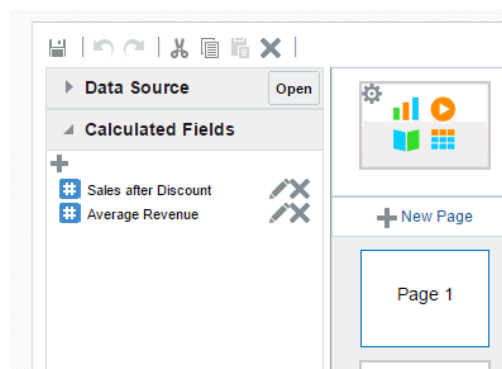 Data Source
Open
Calculated Fields
Sales after Discount
Average Revenue
New Page
Page 1